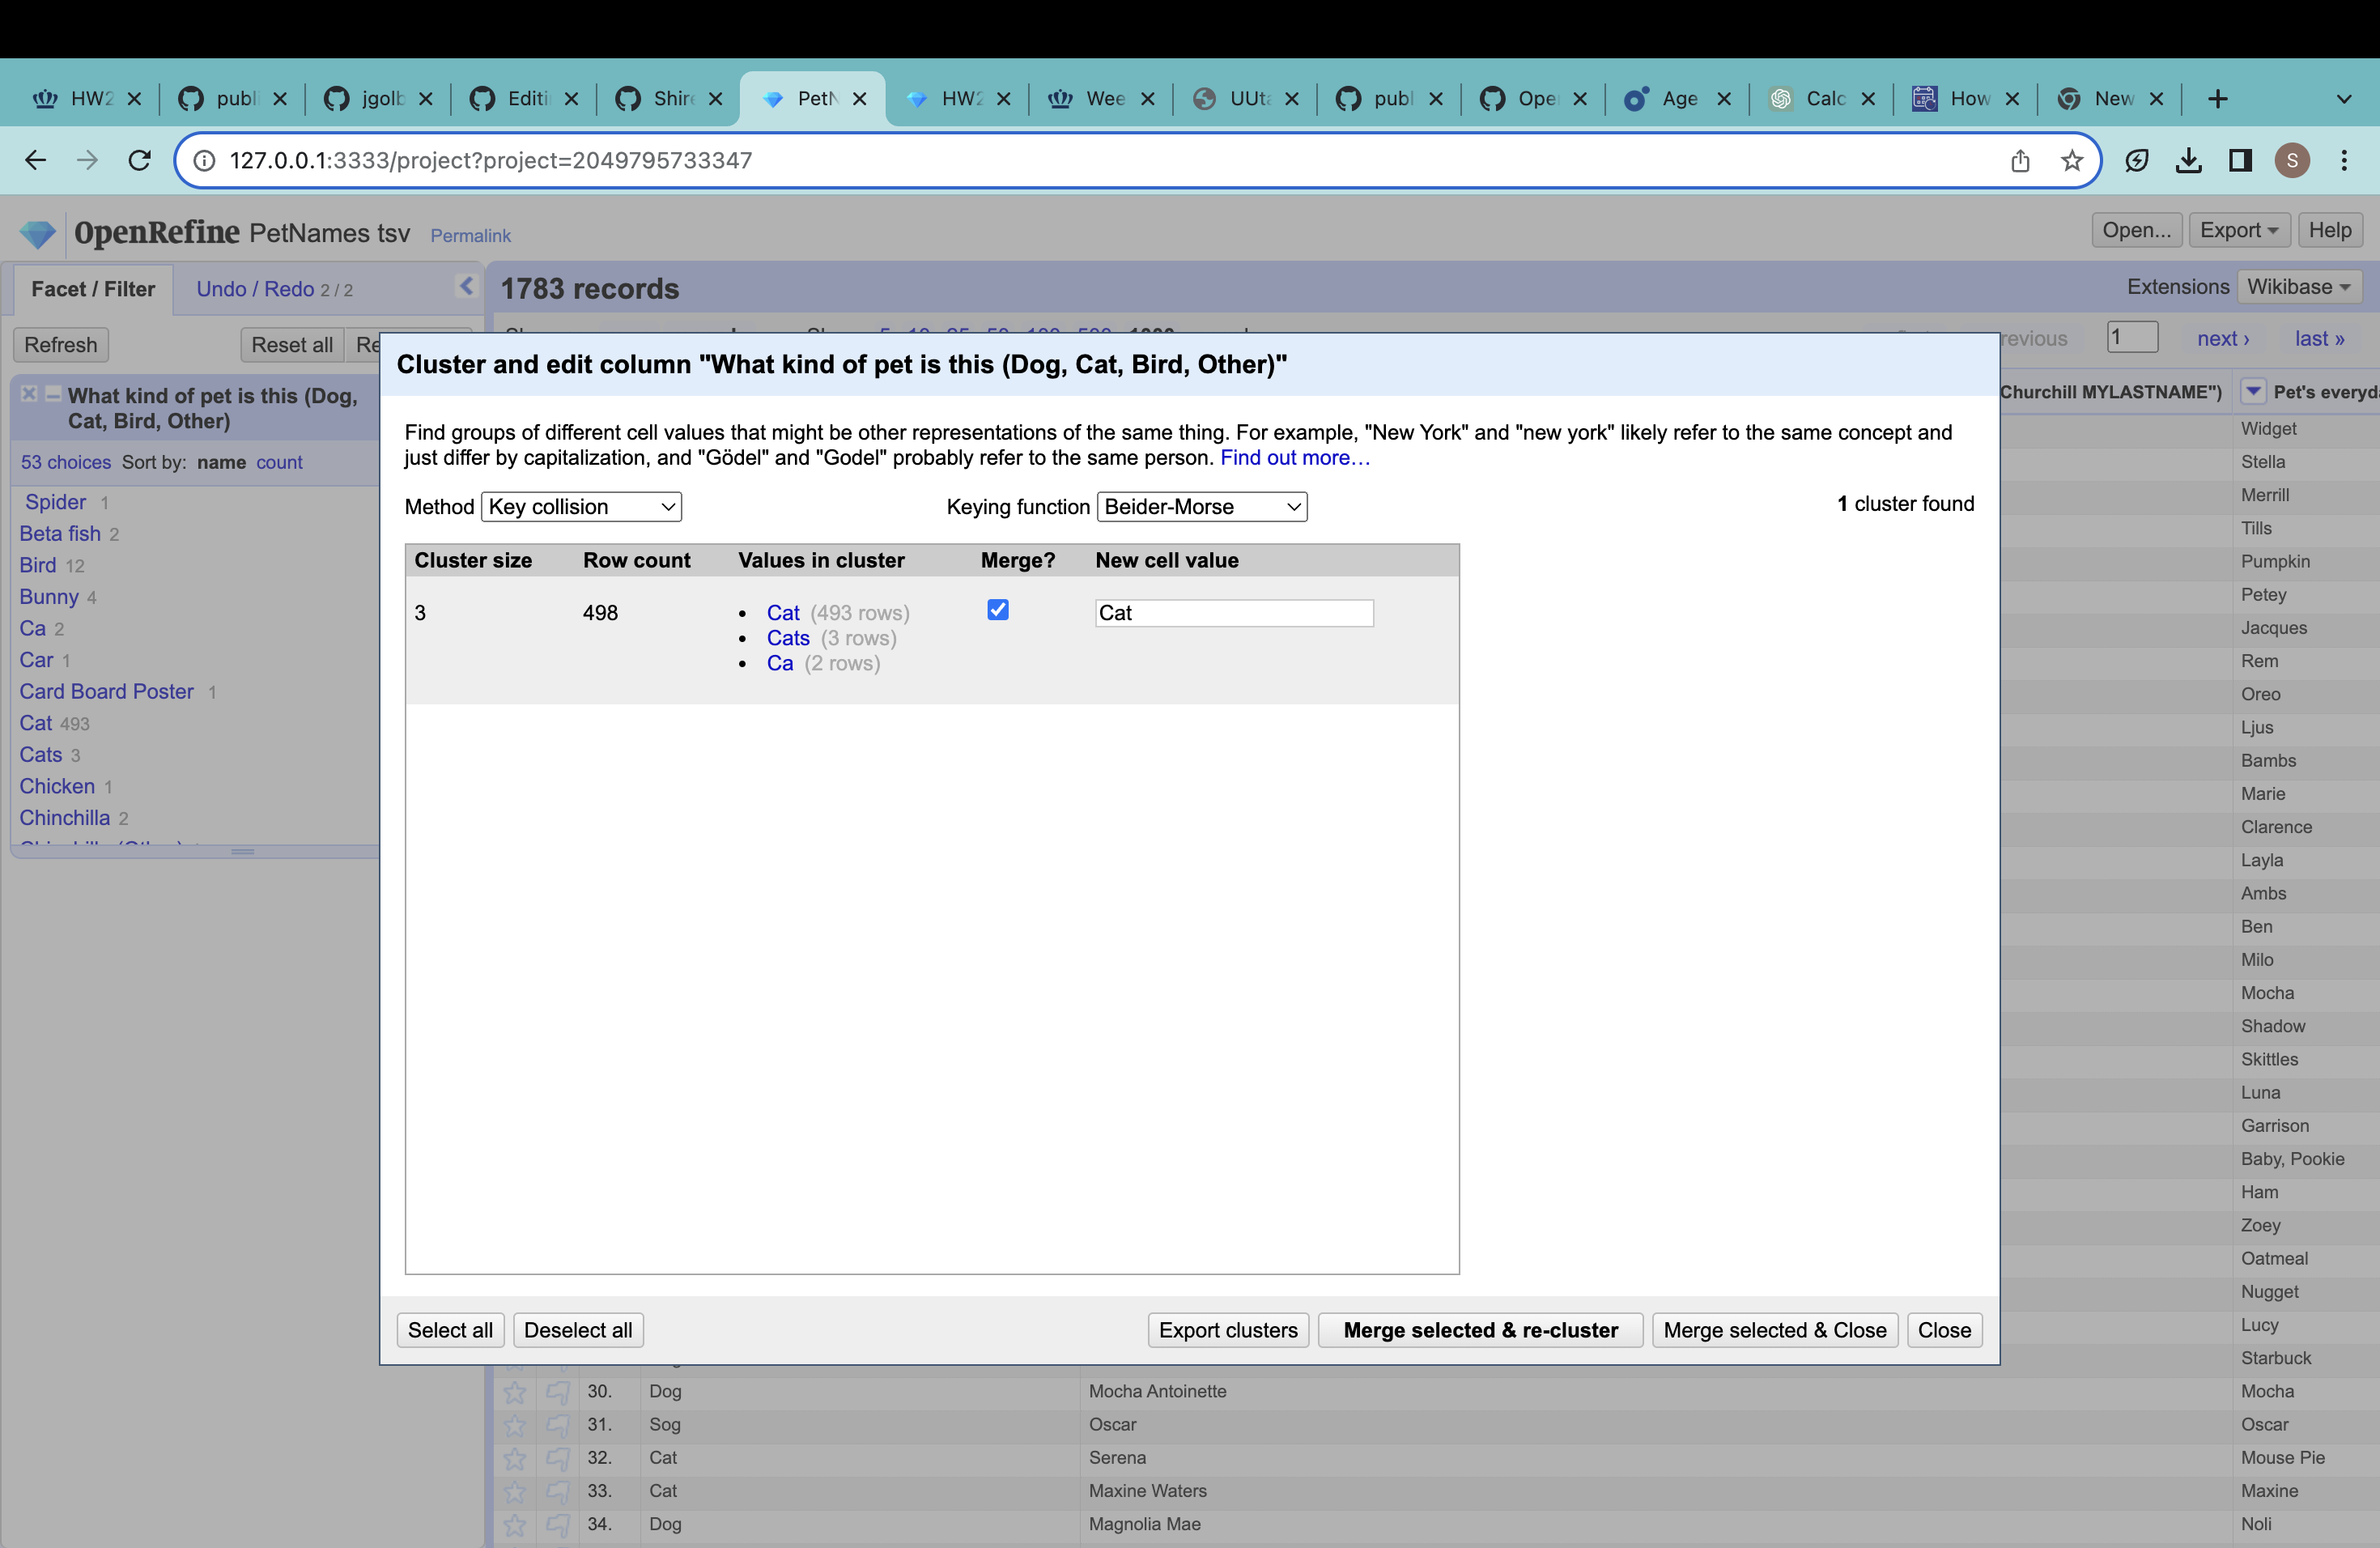 HW2 publ jgolb Editi Shire PetN HW2 Wee UUta publ Ope Age Calc How New
127.0.0.1:3333/project?project=2049795733347 S
OpenRefine PetNames tsv Permalink Open... Export Help
Facet / Filter Undo / Redo 2 / 2 1783 records Extensions Wikibase
Refresh Reset all Re 1 next › last »
Cluster and edit column "What kind of pet is this (Dog, Cat, Bird, Other)"
What kind of pet is this (Dog,
Cat, Bird, Other)
Churchill MYLASTNAME") Pet's everyd
53 choices Sort by: name count
Spider 1
Beta fish 2
Bird 12
Bunny 4
Ca 2
Car 1
Card Board Poster 1
Cat 493
Cats 3
Chicken 1
Chinchilla 2
Find groups of different cell values that might be other representations of the same thing. For example, "New York" and "new york" likely refer to the same concept and
just differ by capitalization, and "Gödel" and "Godel" probably refer to the same person. Find out more…
Method Key collision Keying function Beider-Morse 1 cluster found
Cluster size Row count Values in cluster Merge? New cell value
3 498 • Cat (493 rows) Cat
• Cats (3 rows)
• Ca (2 rows)
Select all Deselect all Export clusters Merge selected & re-cluster Merge selected & Close Close
Widget
Stella
Merrill
Tills
Pumpkin
Petey
Jacques
Rem
Oreo
Ljus
Bambs
Marie
Clarence
Layla
Ambs
Ben
Milo
Mocha
Shadow
Skittles
Luna
Garrison
Baby, Pookie
Ham
Zoey
Oatmeal
Nugget
Lucy
Starbuck
30. Dog Mocha Antoinette Mocha
31. Sog Oscar Oscar
32. Cat Serena Mouse Pie
33. Cat Maxine Waters Maxine
34. Dog Magnolia Mae Noli